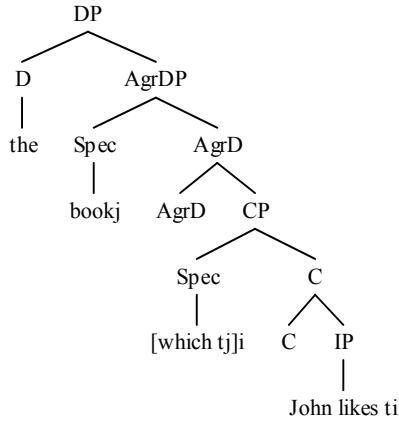 DP
D AgrDP
the Spec AgrD
bookj AgrD CP
Spec C
[which tj]i C IP
John likes ti